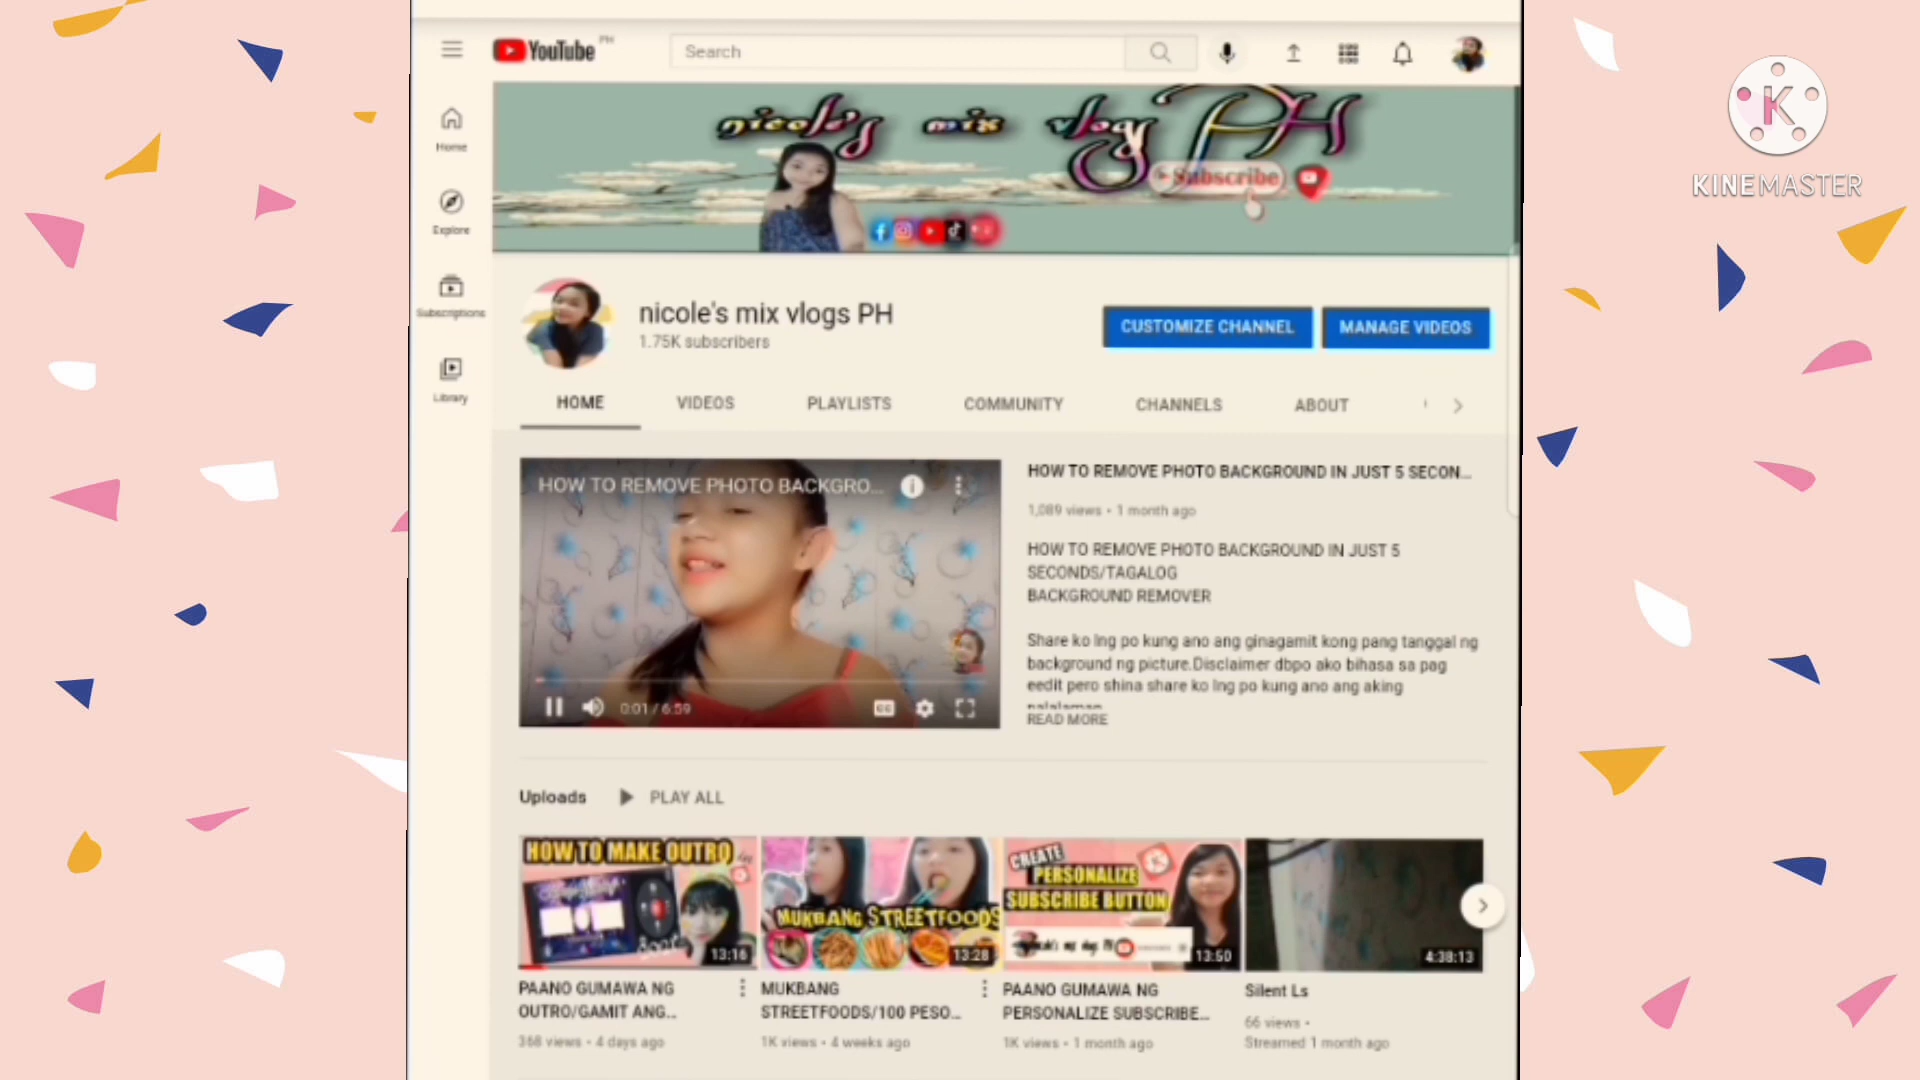 YouTube PH
Search
KINEMASTER
nicole's mix vlog PH
Subscribe
Home
Explore
Subscriptions
Library
nicole's mix vlogs PH
1.75K subscribers
CUSTOMIZE CHANNEL
MANAGE VIDEOS
HOME
VIDEOS
PLAYLISTS
COMMUNITY
CHANNELS
ABOUT
HOW TO REMOVE PHOTO BACKGRO...
0:01 / 6:59
HOW TO REMOVE PHOTO BACKGROUND IN JUST 5 SECON...
1,089 views • 1 month ago
HOW TO REMOVE PHOTO BACKGROUND IN JUST 5
SECONDS/TAGALOG
BACKGROUND REMOVER
Share ko lng po kung ano ang ginagamit kong pang tanggal ng
background ng picture.Disclaimer dbpo ako bihasa sa pag
eedit pero shina share ko lng po kung ano ang aking
READ MORE
Uploads
PLAY ALL
HOW TO MAKE OUTRO
13:16
PAANO GUMAWA NG
OUTRO/GAMIT ANG...
368 views • 4 days ago
MUKBANG STREETFOODS
13:28
MUKBANG
STREETFOODS/100 PESO...
1K views • 4 weeks ago
CREATE
PERSONALIZE
SUBSCRIBE BUTTON
13:50
PAANO GUMAWA NG
PERSONALIZE SUBSCRIBE...
1K views • 1 month ago
4:38:13
Silent Ls
66 views •
Streamed 1 month ago